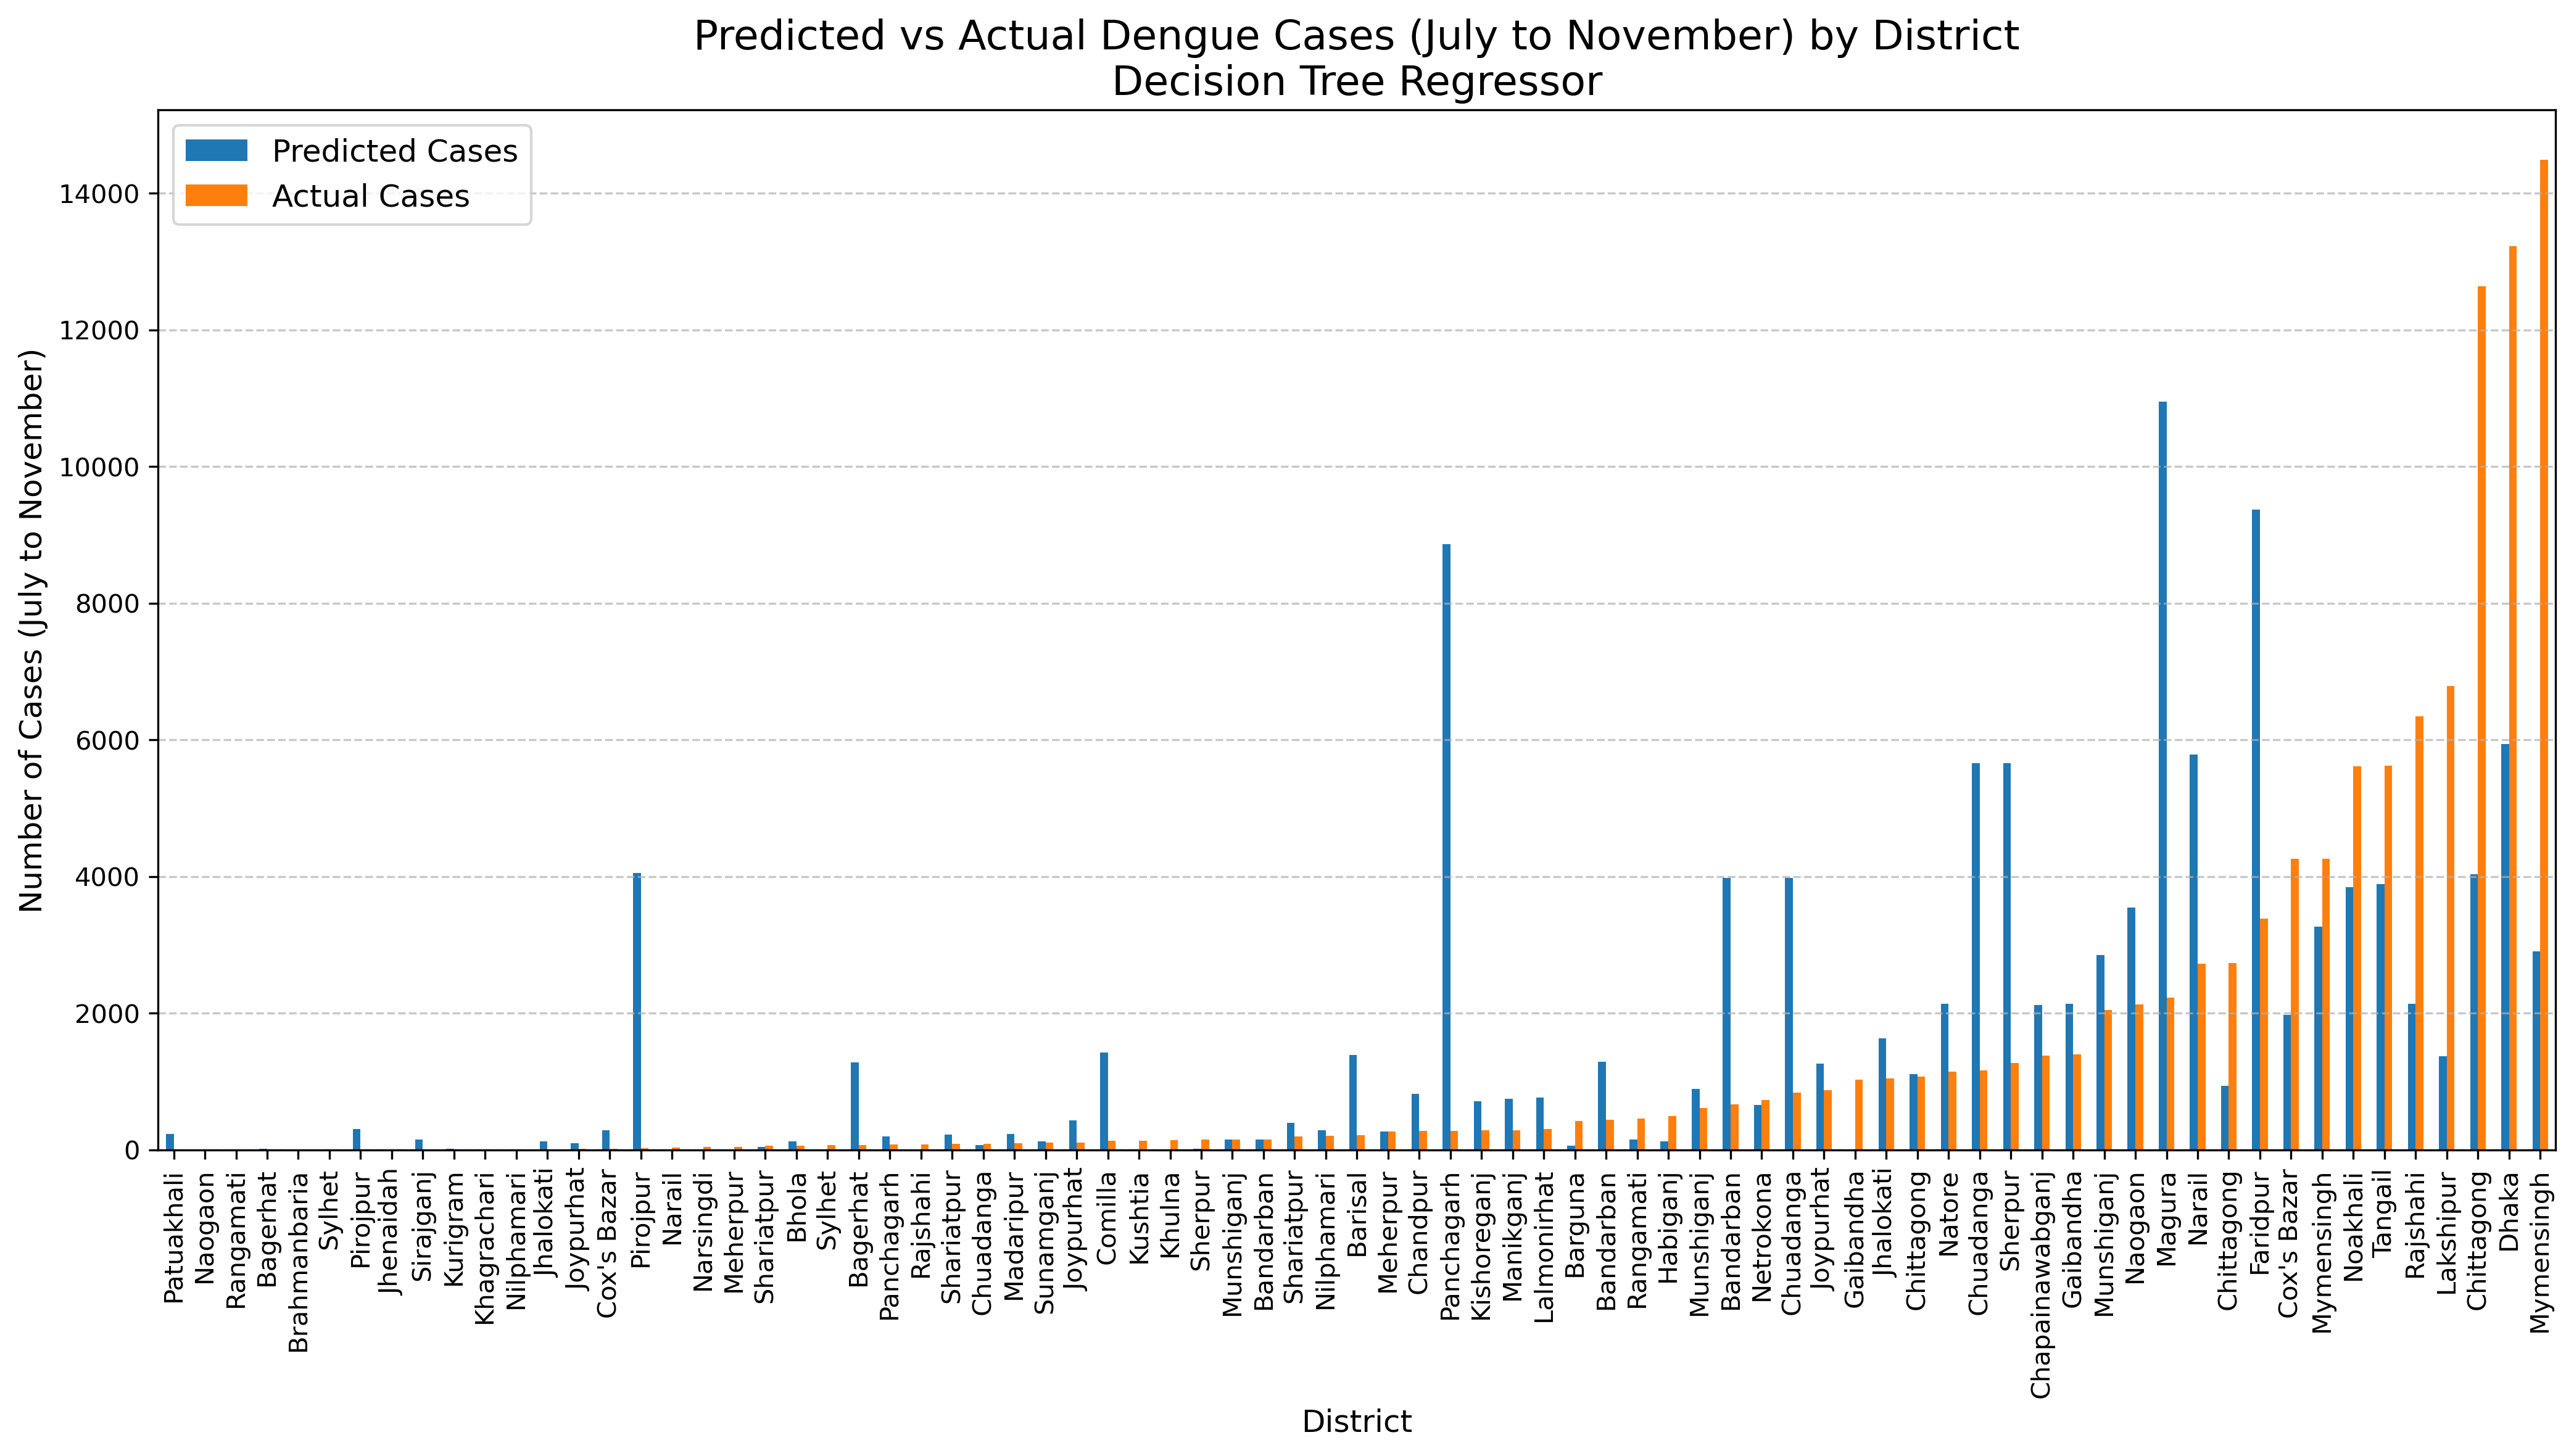 Predicted vs Actual Dengue Cases (July to November) by District
Decision Tree Regressor
Predicted Cases
Actual Cases
Number of Cases (July to November)
14000
12000
10000
8000
6000
4000
2000
0
Patuakhali
Naogaon
Rangamati
Bagerhat
Brahmanbaria
Sylhet
Pirojpur
Jhenaidah
Sirajganj
Kurigram
Khagrachari
Nilphamari
Jhalokati
Joypurhat
Cox's Bazar
Pirojpur
Narail
Narsingdi
Meherpur
Shariatpur
Bhola
Sylhet
Bagerhat
Panchagarh
Rajshahi
Shariatpur
Chuadanga
Madaripur
Sunamganj
Joypurhat
Comilla
Kushtia
Khulna
Sherpur
Munshiganj
Bandarban
Shariatpur
Nilphamari
Barisal
Meherpur
Chandpur
Panchagarh
Kishoreganj
Manikganj
Lalmonirhat
Barguna
Bandarban
Rangamati
Habiganj
Munshiganj
Bandarban
Netrokona
Chuadanga
Joypurhat
Gaibandha
Jhalokati
Chittagong
Natore
Chuadanga
Sherpur
Chapainawabganj
Gaibandha
Munshiganj
Naogaon
Magura
Narail
Chittagong
Faridpur
Cox's Bazar
Mymensingh
Noakhali
Tangail
Rajshahi
Lakshipur
Chittagong
Dhaka
Mymensingh
District